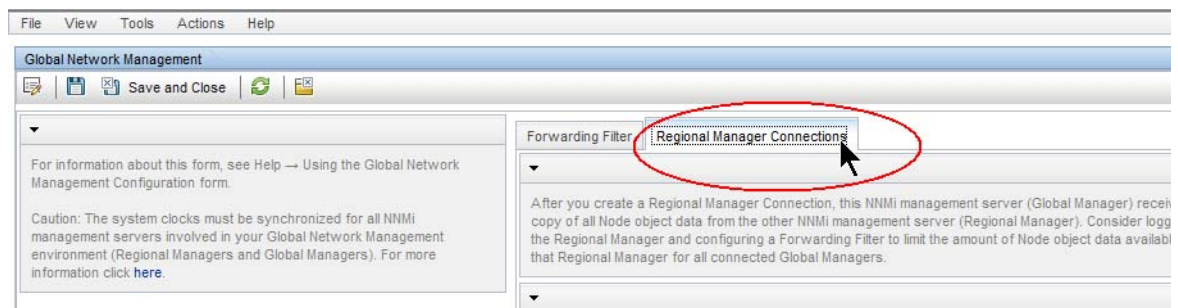 File View Tools Actions Help
Global Network Management
Save and Close
For information about this form, see Help → Using the Global Network
Management Configuration form.
Caution: The system clocks must be synchronized for all NNMi
management servers involved in your Global Network Management
environment (Regional Managers and Global Managers). For more
information click here.
Forwarding Filter Regional Manager Connections
After you create a Regional Manager Connection, this NNMi management server (Global Manager) receiv
copy of all Node object data from the other NNMi management server (Regional Manager). Consider logg
the Regional Manager and configuring a Forwarding Filter to limit the amount of Node object data availabl
that Regional Manager for all connected Global Managers.